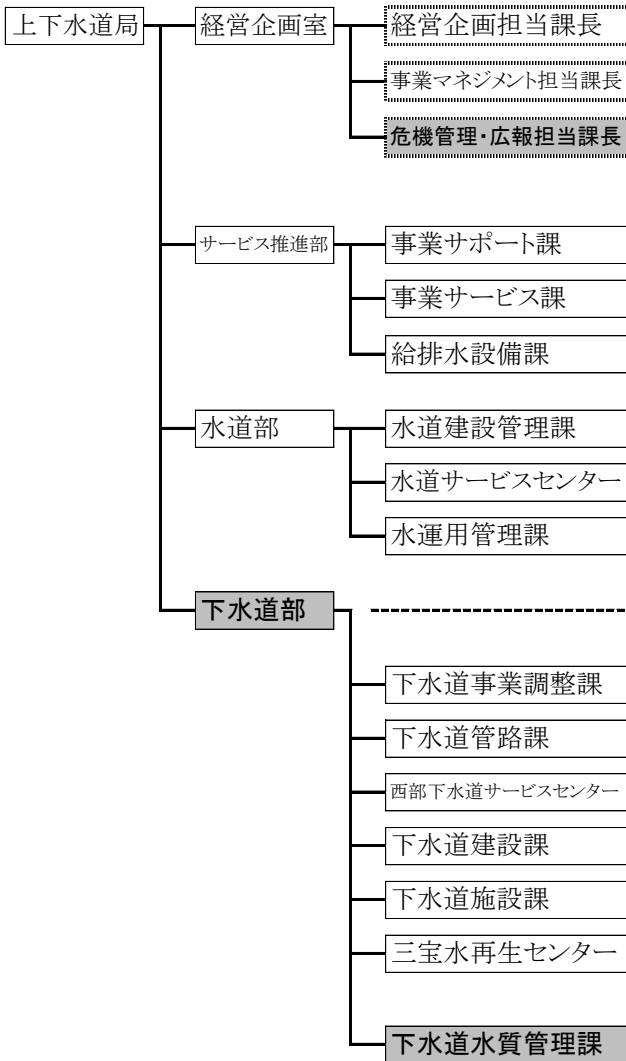 上下水道局
経営企画室
経営企画担当課長
事業マネジメント担当課長
危機管理・広報担当課長
サービス推進部
事業サポート課
事業サービス課
給排水設備課
水道部
水道建設管理課
水道サービスセンター
水運用管理課
下水道部
下水道事業調整課
下水道管路課
西部下水道サービスセンター
下水道建設課
下水道施設課
三宝水再生センター
下水道水質管理課